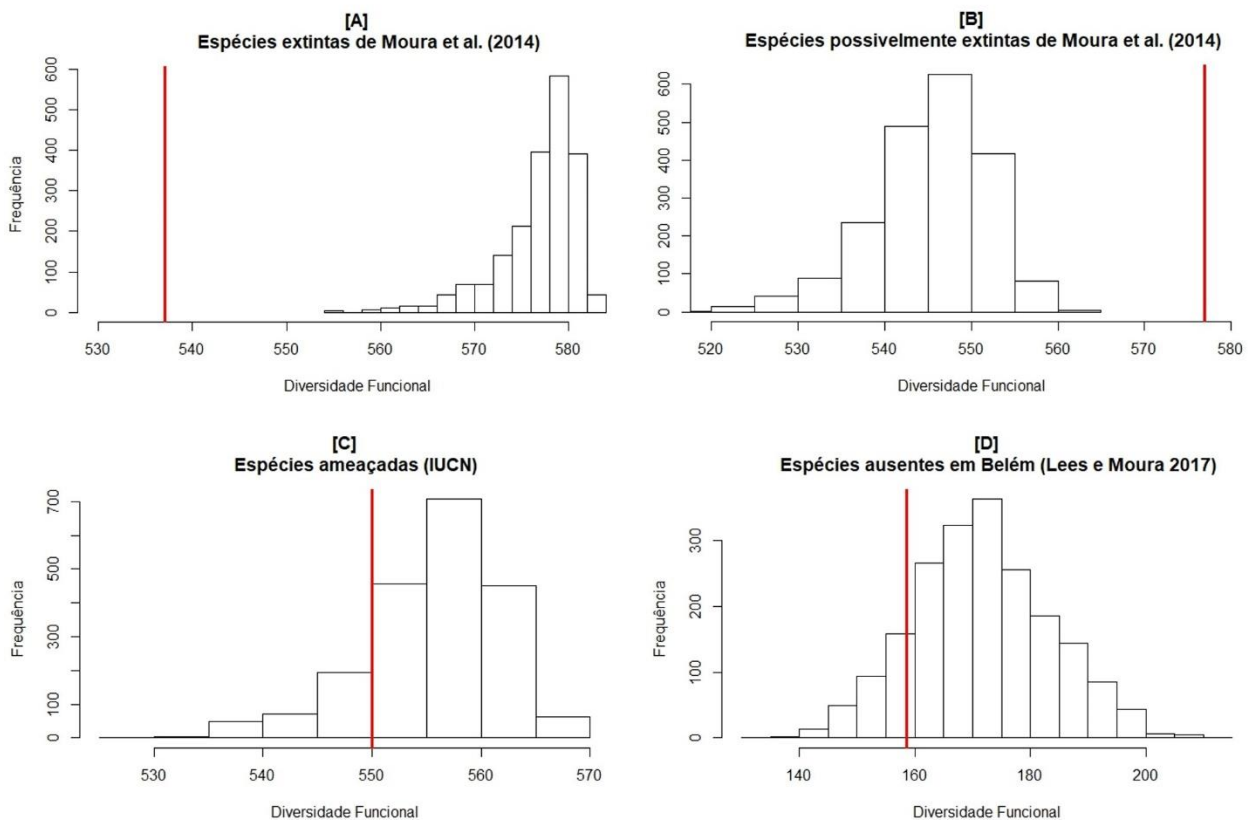 [A]
Espécies extintas de Moura et al. (2014)
600
500
400
300
200
100
0
Frequência
530 540 550 560 570 580
Diversidade Funcional
[B]
Espécies possivelmente extintas de Moura et al. (2014)
600
500
400
300
200
100
0
520 530 540 550 560 570 580
Diversidade Funcional
[C]
Espécies ameaçadas (IUCN)
700
500
300
100
0
Frequência
530 540 550 560 570
Diversidade Funcional
[D]
Espécies ausentes em Belém (Lees e Moura 2017)
300
200
100
0
Frequência
140 160 180 200
Diversidade Funcional